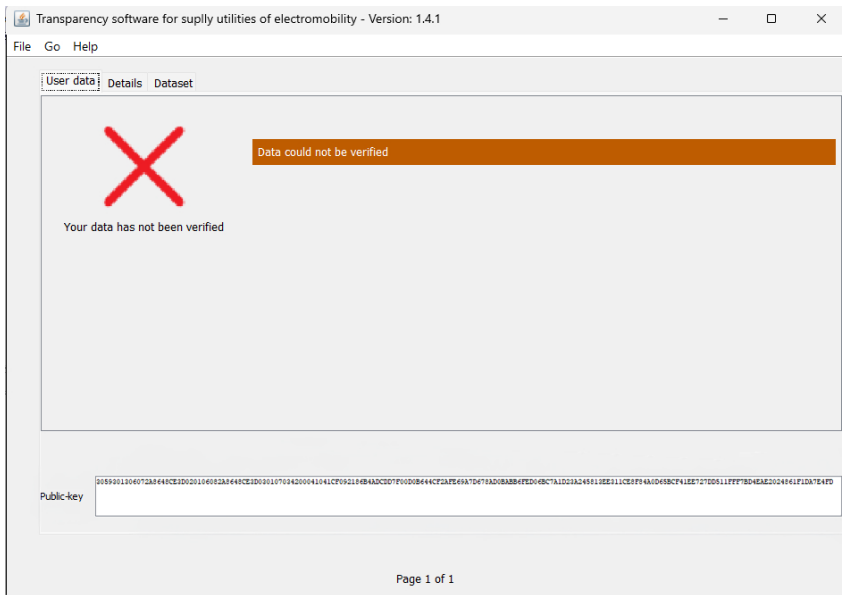 Transparency software for suplly utilities of electromobility - Version: 1.4.1
File Go Help
User data Details Dataset
Data could not be verified
Your data has not been verified
Public-key
3059301306072A8648CE3D020106082A8648CE3D030107034200041041CF092186B4ADCDD7F00D0B644CF2AFE69A7D678AD0BABB6FED06BC7A1D23A245813EE311CE8F84A0D65BCF41EE727DD511FFF7BD4EAE2024861F1DA7E4FD
Page 1 of 1